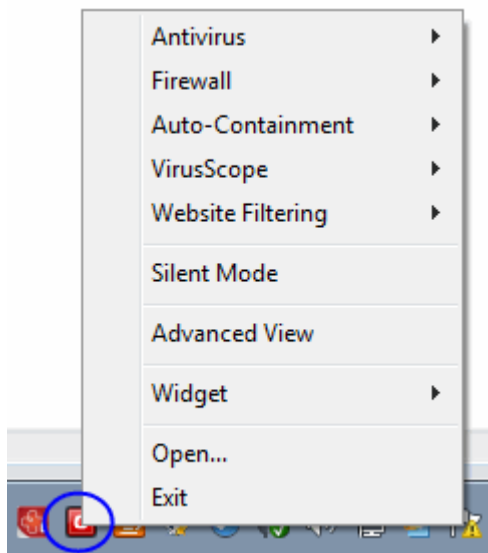 Antivirus
Firewall
Auto-Containment
VirusScope
Website Filtering
Silent Mode
Advanced View
Widget
Open...
Exit